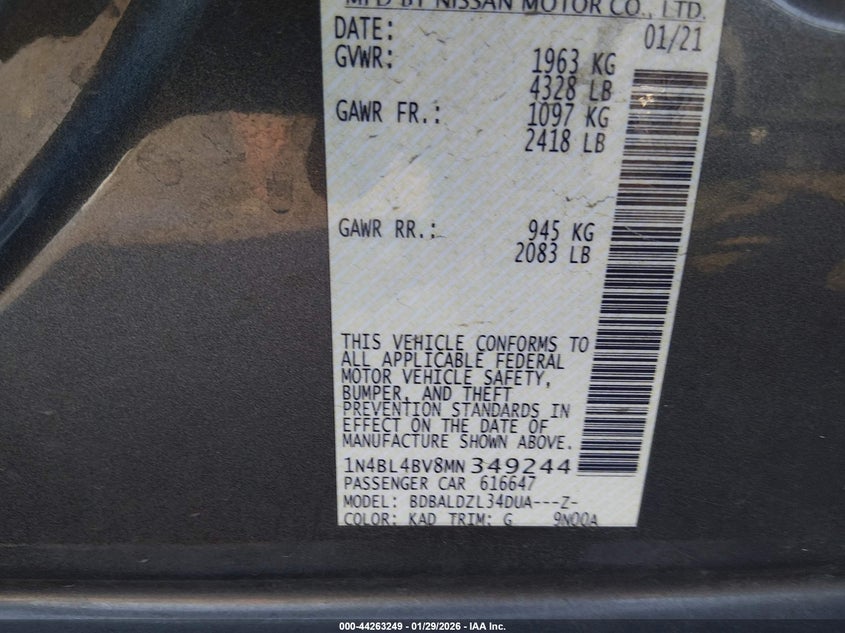 MFD BY NISSAN MOTOR CO., LTD.
DATE: 01/21
GVWR: 1963 KG
4328 LB
GAWR FR.: 1097 KG
2418 LB
GAWR RR.: 945 KG
2083 LB
THIS VEHICLE CONFORMS TO
ALL APPLICABLE FEDERAL
MOTOR VEHICLE SAFETY,
BUMPER, AND THEFT
PREVENTION STANDARDS IN
EFFECT ON THE DATE OF
MANUFACTURE SHOWN ABOVE.
1N4BL4BV8MN349244
PASSENGER CAR 616647
MODEL: BDBALDZL34DUA---Z-
COLOR: KAD TRIM: G 9N00A
000-44263249 - 01/29/2026 - IAA Inc.